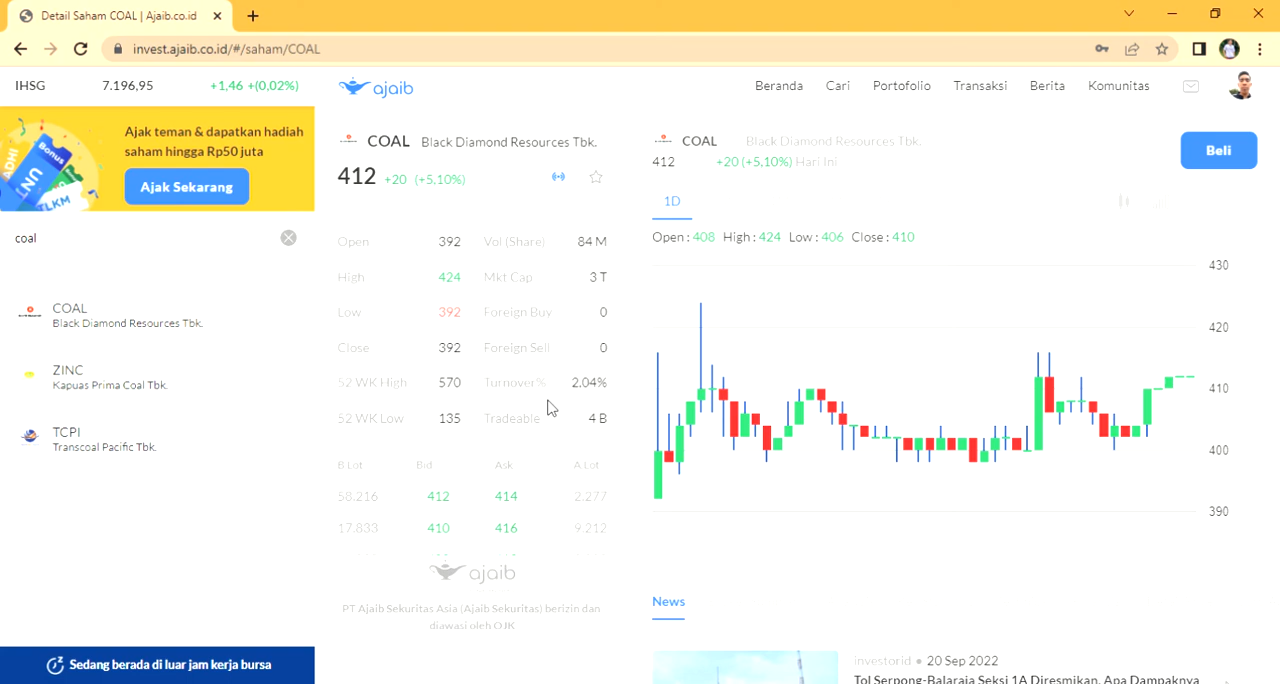 Detail Saham COAL | Ajaib.co.id
invest.ajaib.co.id/#/saham/COAL
IHSG 7.196,95 +1,46 +(0,02%)
ajaib
Beranda Cari Portofolio Transaksi Berita Komunitas
Ajak teman & dapatkan hadiah
saham hingga Rp50 juta
Ajak Sekarang
Bonus
coal
COAL
Black Diamond Resources Tbk.
ZINC
Kapuas Prima Coal Tbk.
TCPI
Transcoal Pacific Tbk.
Sedang berada di luar jam kerja bursa
COAL Black Diamond Resources Tbk.
412 +20 (+5,10%)
Open 392 Vol (Share) 84 M
High 424 Mkt Cap 3 T
Low 392 Foreign Buy 0
Close 392 Foreign Sell 0
52 WK High 570 Turnover% 2.04%
52 WK Low 135 Tradeable 4 B
B Lot Bid Ask A Lot
58.216 412 414 2.277
17.833 410 416 9.212
ajaib
PT Ajaib Sekuritas Asia (Ajaib Sekuritas) berizin dan
diawasi oleh OJK
COAL Black Diamond Resources Tbk.
412 +20 (+5,10%) Hari Ini
Beli
1D
Open : 408 High : 424 Low : 406 Close : 410
430
420
410
400
390
News
investorid • 20 Sep 2022
Tol Serpong-Balaraja Seksi 1A Diresmikan, Apa Dampaknya